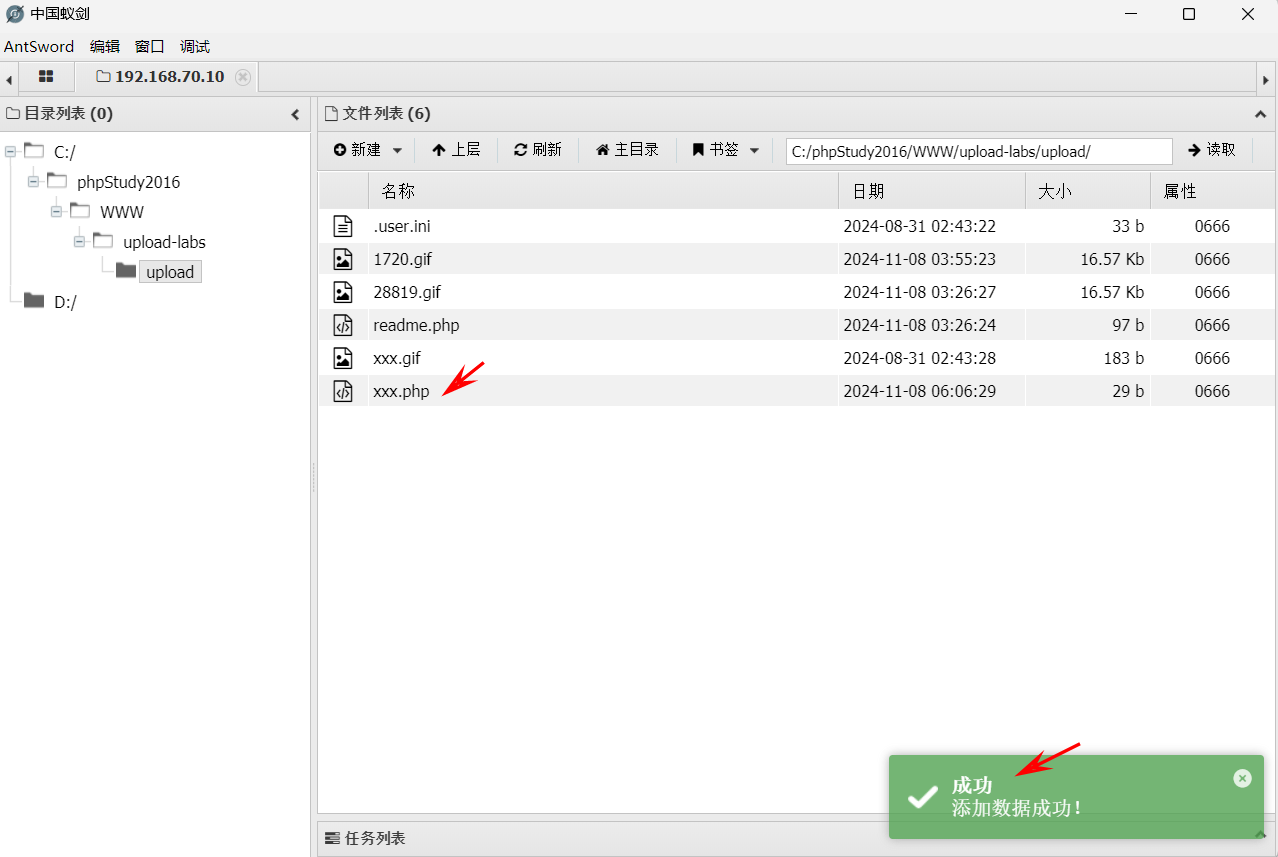 中国蚁剑
AntSword 编辑 窗口 调试
192.168.70.10
目录列表 (0)
C:/
phpStudy2016
WWW
upload-labs
upload
D:/
文件列表 (6)
新建 上层 刷新 主目录 书签 C:/phpStudy2016/WWW/upload-labs/upload/ 读取
名称 日期 大小 属性
.user.ini 2024-08-31 02:43:22 33 b 0666
1720.gif 2024-11-08 03:55:23 16.57 Kb 0666
28819.gif 2024-11-08 03:26:27 16.57 Kb 0666
readme.php 2024-11-08 03:26:24 97 b 0666
xxx.gif 2024-08-31 02:43:28 183 b 0666
xxx.php 2024-11-08 06:06:29 29 b 0666
成功
添加数据成功！
任务列表